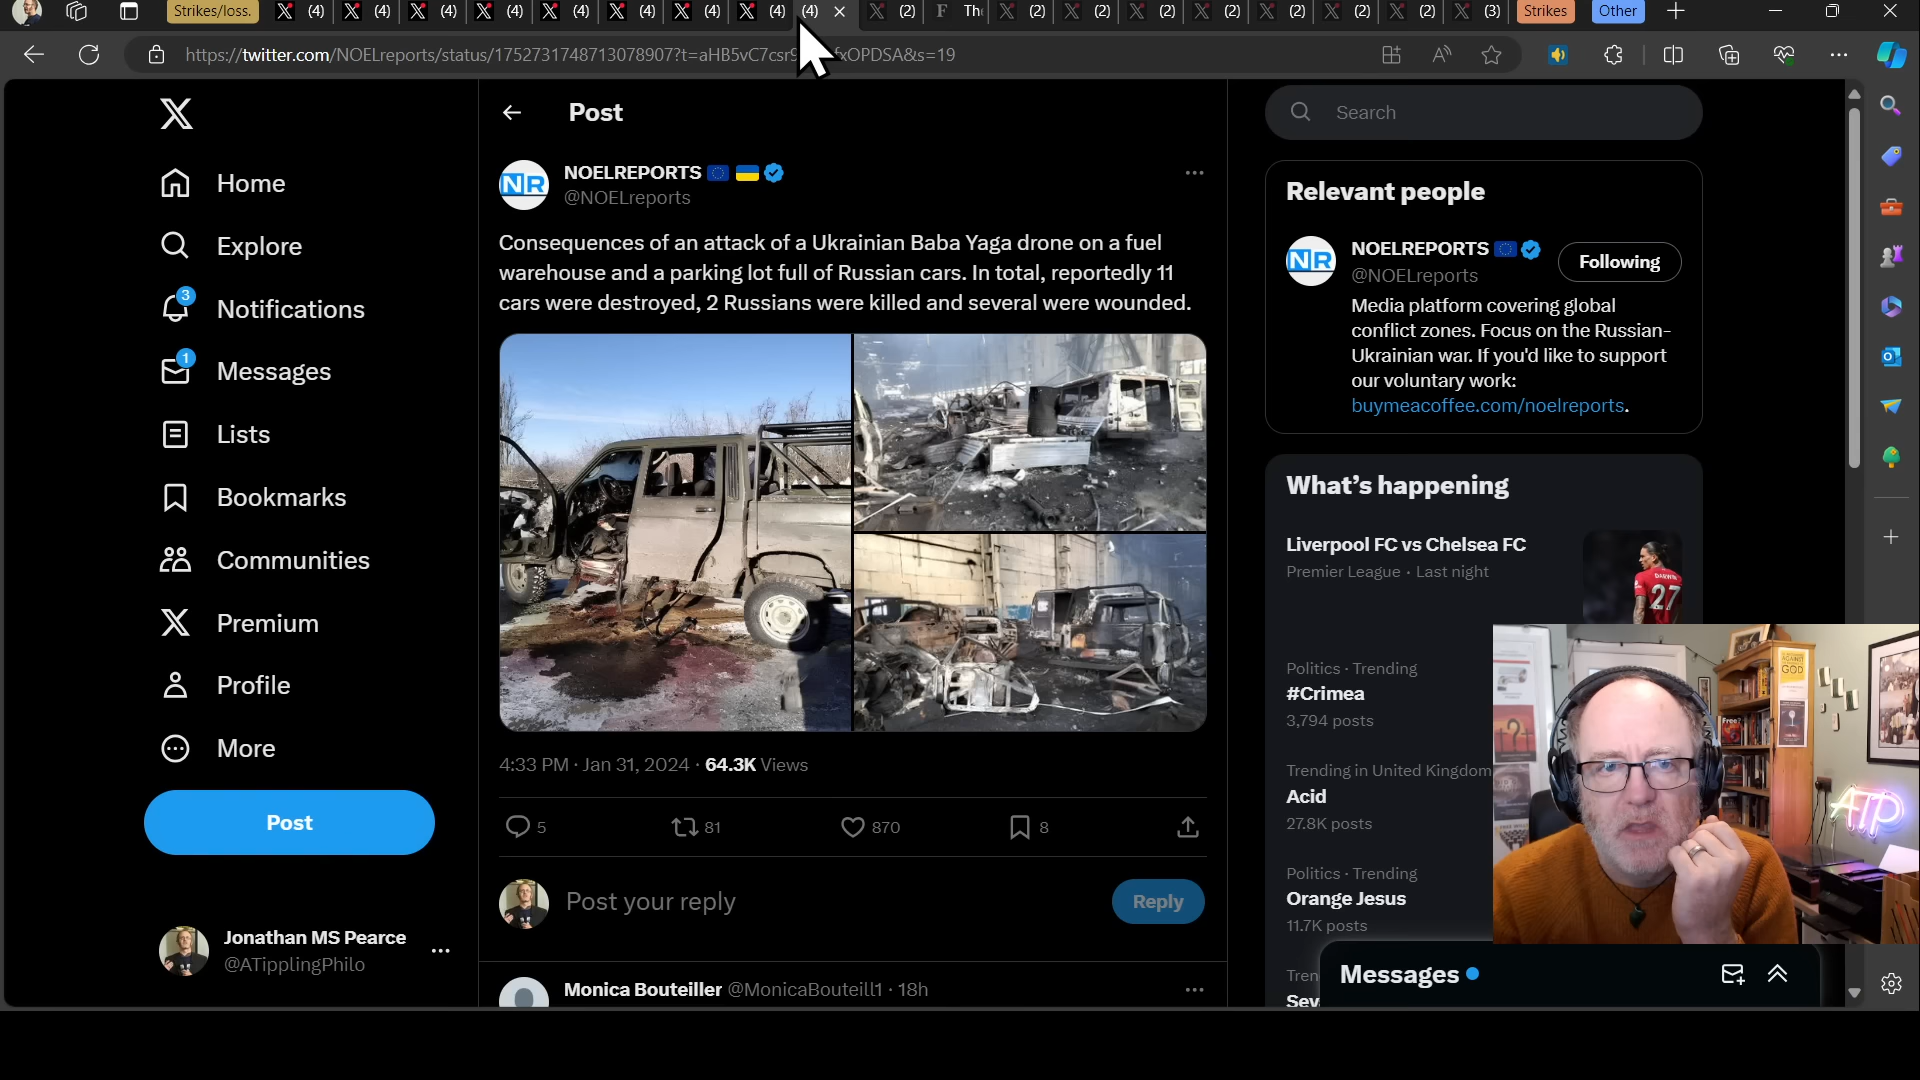 Strikes/loss.
(4)
(4)
(4)
(4)
(4)
(4)
(4)
(4)
(4)
(2)
(2)
(2)
(2)
(2)
(2)
(2)
(2)
(3)
Strikes
Other
https://twitter.com/NOELreports/status/1752731748713078907?t=aHB5vC7csr
xOPDSA&s=19
Home
Explore
3
Notifications
1
Messages
Lists
Bookmarks
Communities
Premium
Profile
More
Post
Jonathan MS Pearce
@ATipplingPhilo
Post
NR
NOELREPORTS
@NOELreports
Consequences of an attack of a Ukrainian Baba Yaga drone on a fuel
warehouse and a parking lot full of Russian cars. In total, reportedly 11
cars were destroyed, 2 Russians were killed and several were wounded.
4:33 PM · Jan 31, 2024 · 64.3K Views
5
81
870
8
Post your reply
Reply
Monica Bouteiller @MonicaBouteill1 · 18h
Search
Relevant people
NR
NOELREPORTS
@NOELreports
Following
Media platform covering global
conflict zones. Focus on the Russian-
Ukrainian war. If you'd like to support
our voluntary work:
buymeacoffee.com/noelreports.
What's happening
Liverpool FC vs Chelsea FC
Premier League · Last night
27
Politics · Trending
#Crimea
3,794 posts
Trending in United Kingdom
Acid
27.8K posts
Politics · Trending
Orange Jesus
11.7K posts
Messages
AGAINST
GOD
Free?
ATP